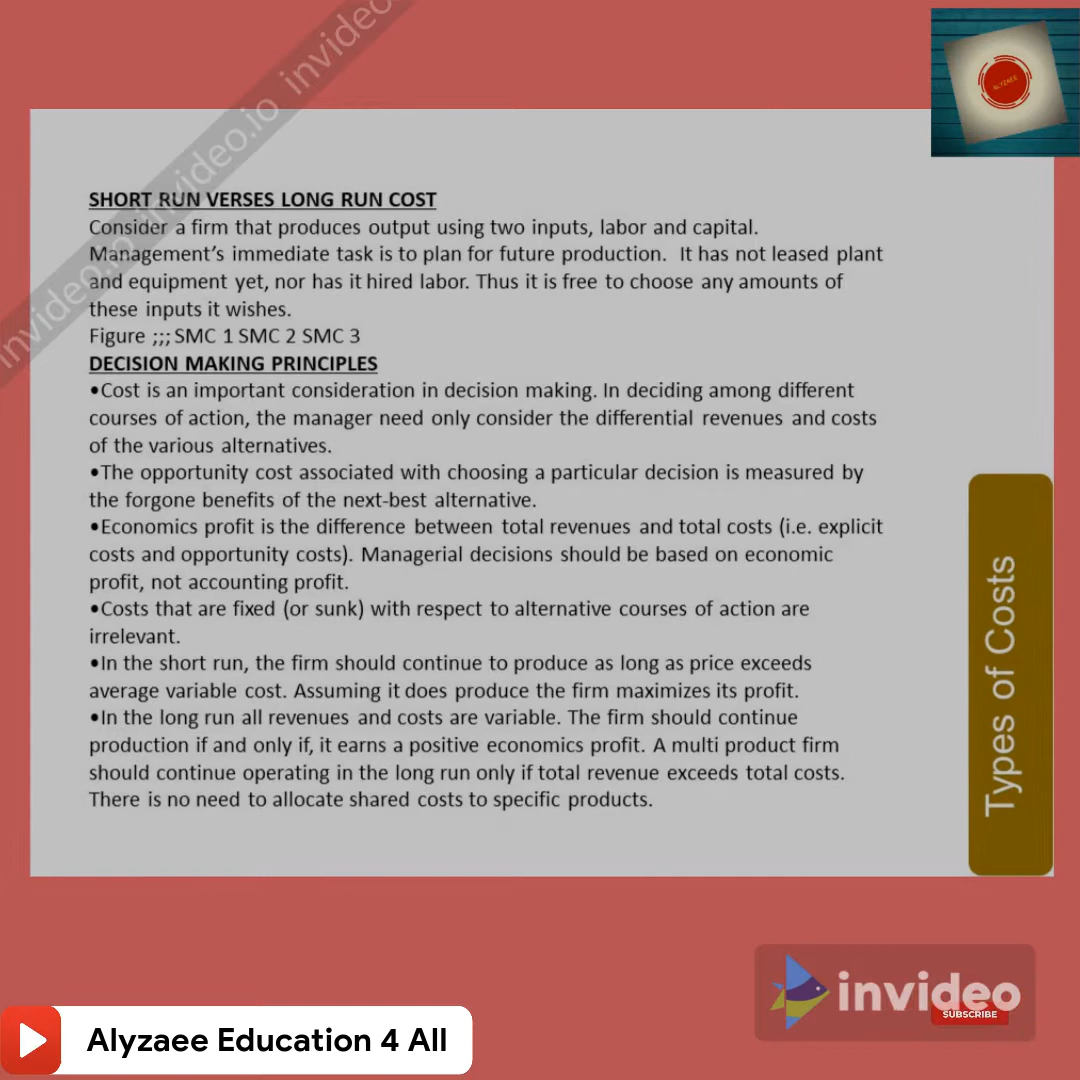 invideo.io invideo.io invideo
ALYZAEE
SHORT RUN VERSES LONG RUN COST
Consider a firm that produces output using two inputs, labor and capital.
Management’s immediate task is to plan for future production.  It has not leased plant
and equipment yet, nor has it hired labor. Thus it is free to choose any amounts of
these inputs it wishes.
Figure ;;; SMC 1 SMC 2 SMC 3
DECISION MAKING PRINCIPLES
•Cost is an important consideration in decision making. In deciding among different
courses of action, the manager need only consider the differential revenues and costs
of the various alternatives.
•The opportunity cost associated with choosing a particular decision is measured by
the forgone benefits of the next-best alternative.
•Economics profit is the difference between total revenues and total costs (i.e. explicit
costs and opportunity costs). Managerial decisions should be based on economic
profit, not accounting profit.
•Costs that are fixed (or sunk) with respect to alternative courses of action are
irrelevant.
•In the short run, the firm should continue to produce as long as price exceeds
average variable cost. Assuming it does produce the firm maximizes its profit.
•In the long run all revenues and costs are variable. The firm should continue
production if and only if, it earns a positive economics profit. A multi product firm
should continue operating in the long run only if total revenue exceeds total costs.
There is no need to allocate shared costs to specific products.
Types of Costs
invideo
SUBSCRIBE
Alyzaee Education 4 All